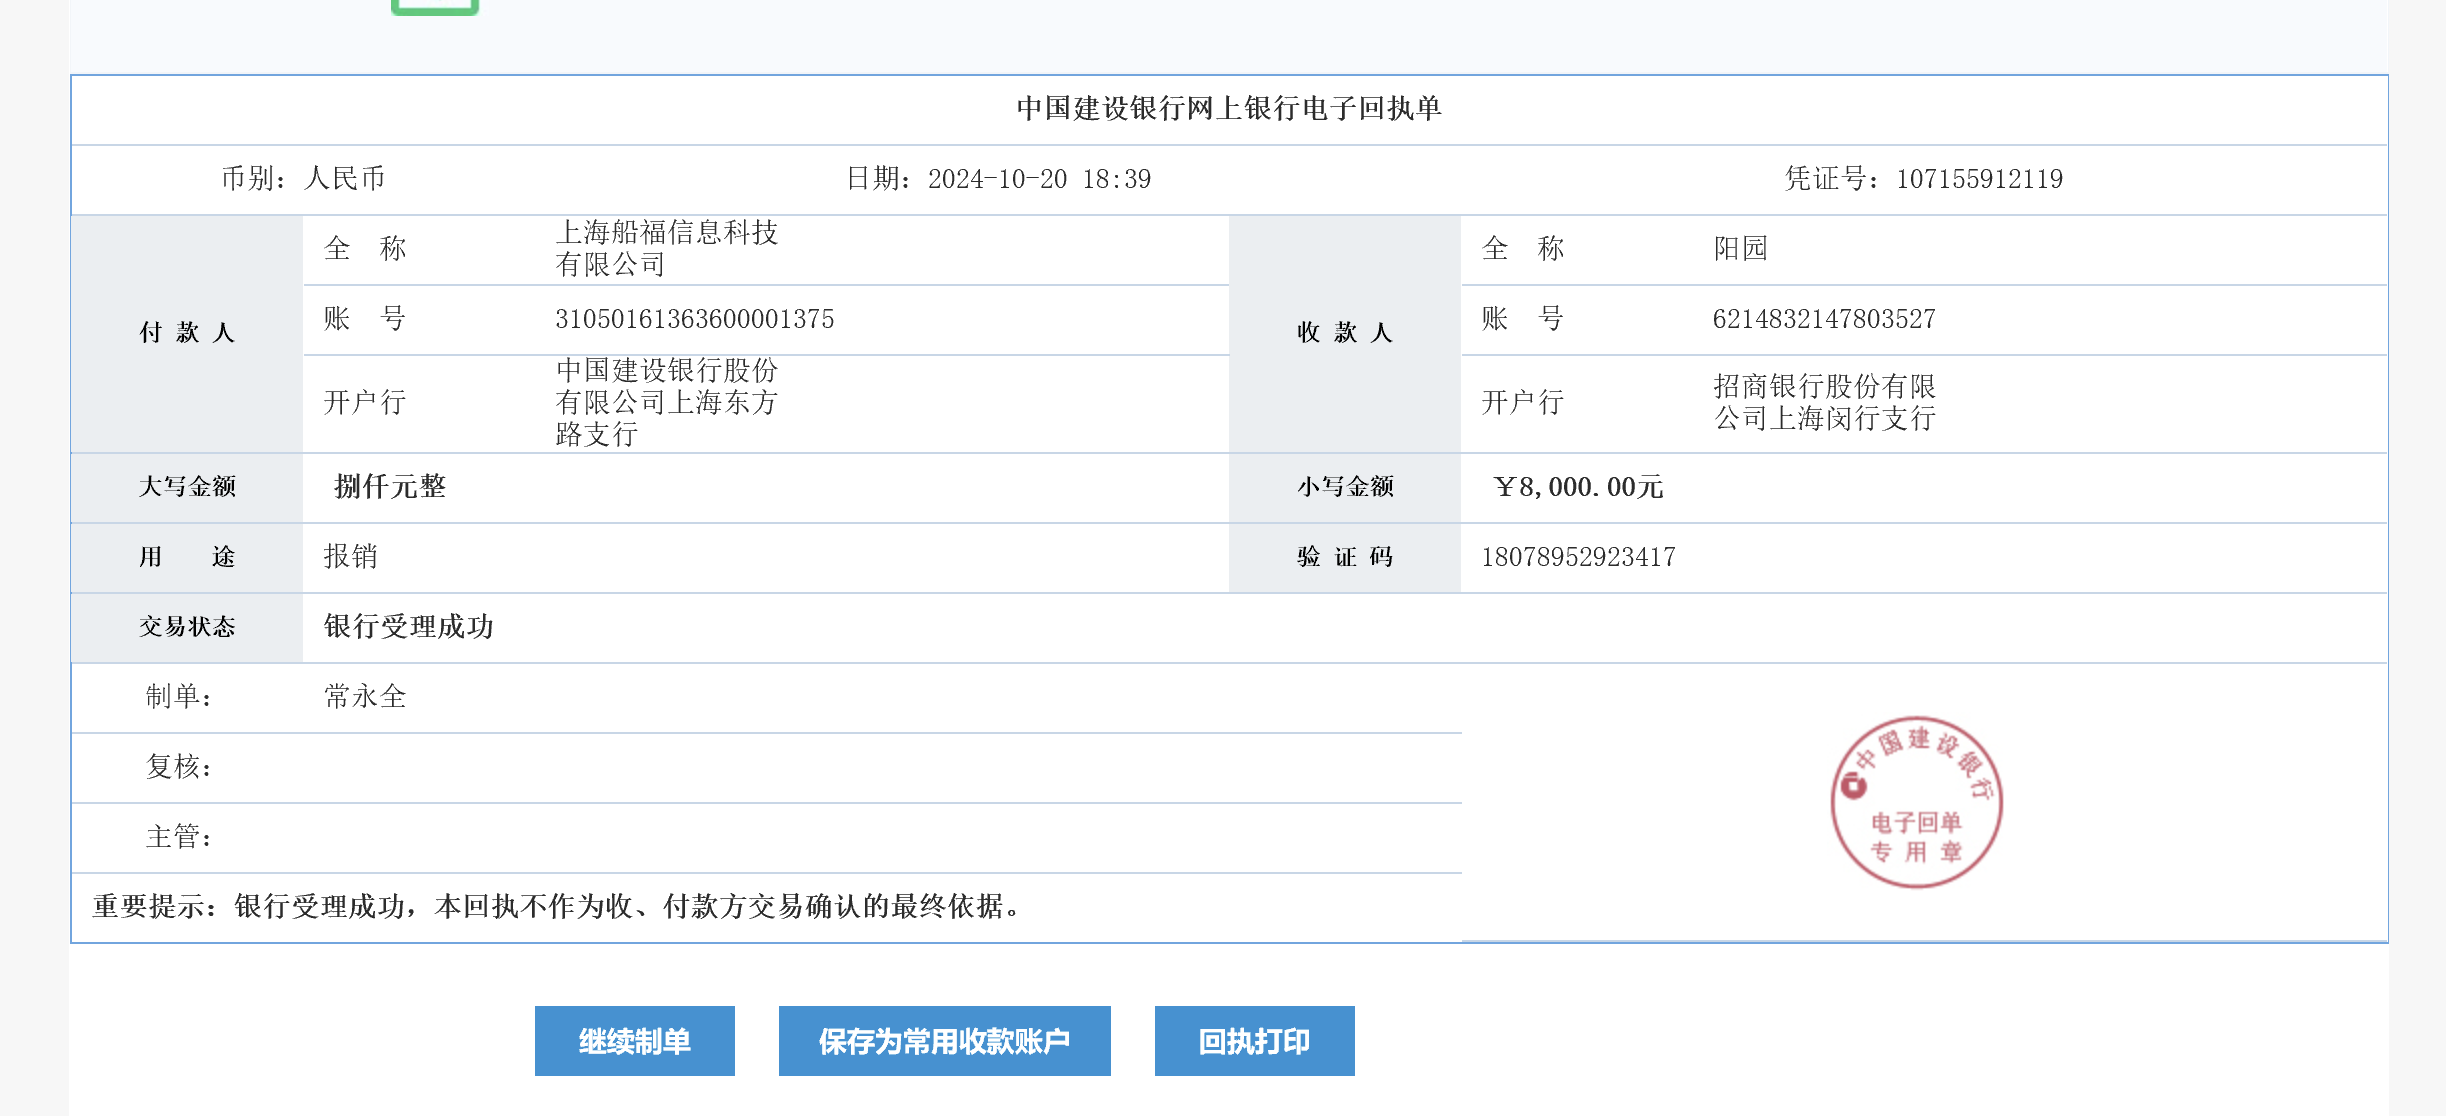 中国建设银行网上银行电子回执单
币别：人民币 日期：2024-10-20 18:39 凭证号：107155912119
付 款 人
全 称 上海船福信息科技
有限公司
账 号 31050161363600001375
开户行 中国建设银行股份
有限公司上海东方
路支行
收 款 人
全 称 阳园
账 号 6214832147803527
开户行 招商银行股份有限
公司上海闵行支行
大写金额 捌仟元整 小写金额 ￥8,000.00元
用 途 报销 验 证 码 18078952923417
交易状态 银行受理成功
制单： 常永全
复核：
主管：
中国建设银行
电子回单
专用章
重要提示：银行受理成功，本回执不作为收、付款方交易确认的最终依据。
继续制单 保存为常用收款账户 回执打印